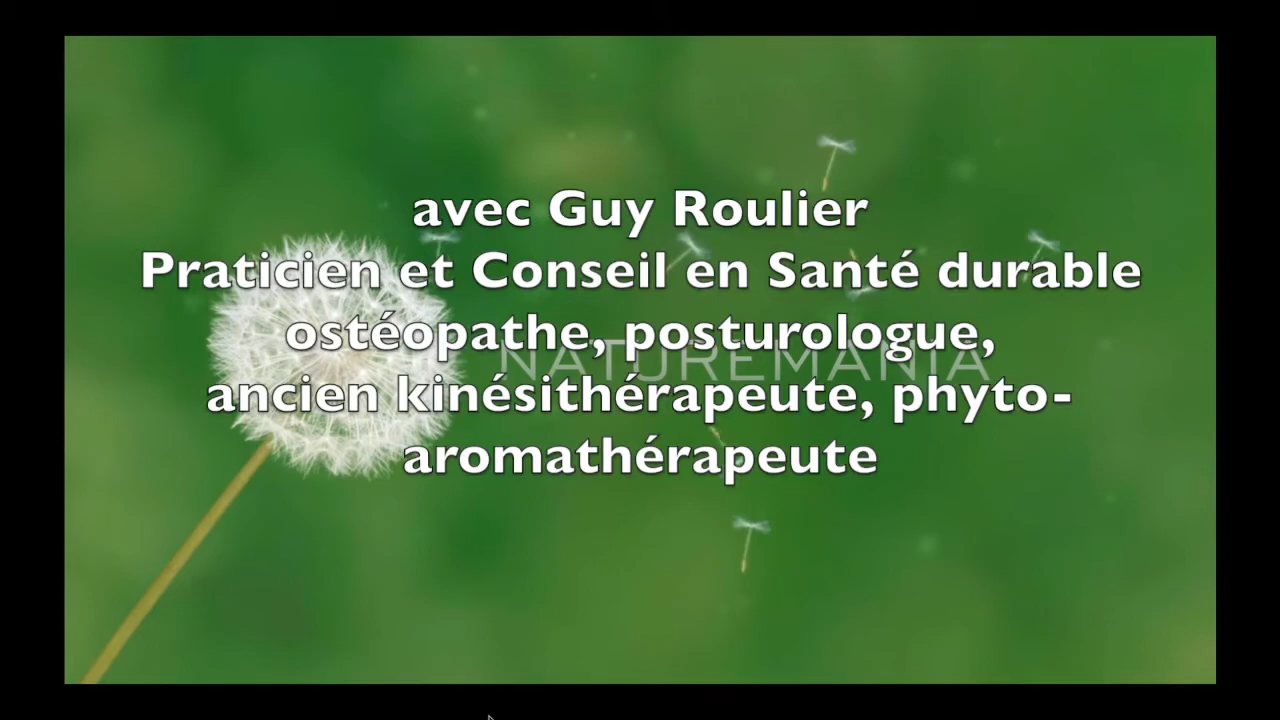 avec Guy Roulier
Praticien et Conseil en Santé durable
ostéopathe, posturologue,
NATUREMANIA
ancien kinésithérapeute, phyto-
aromathérapeute